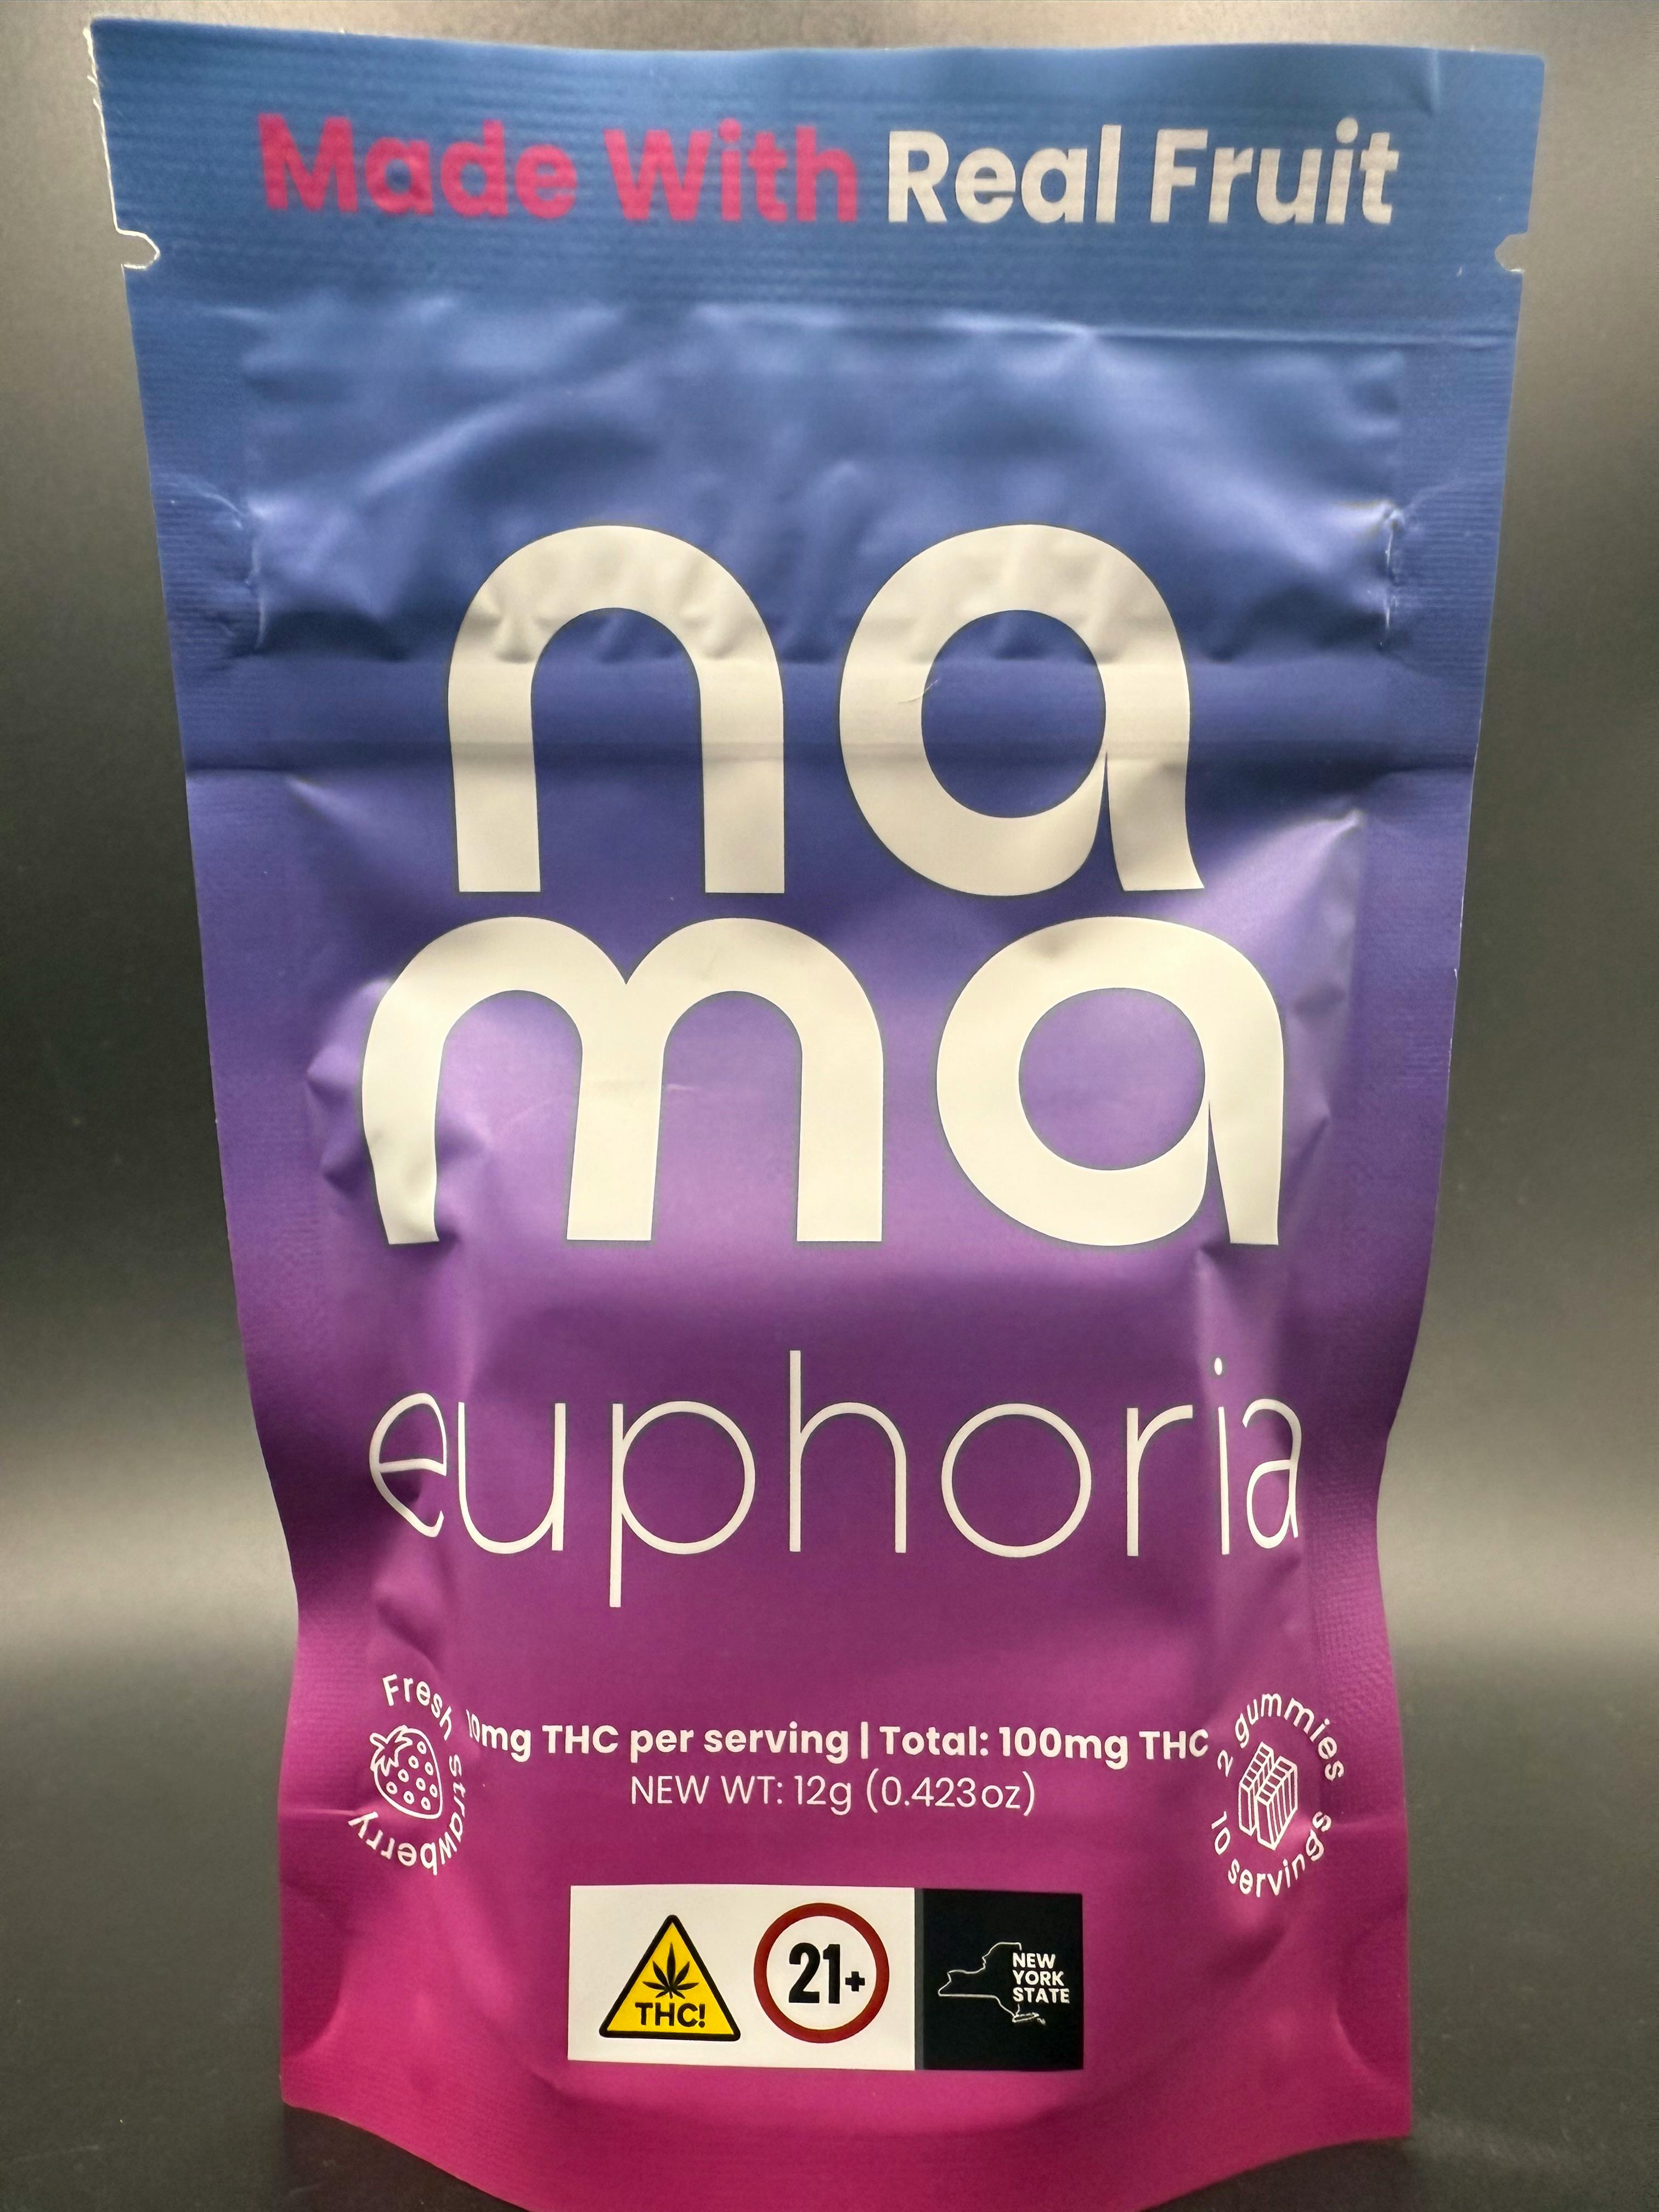 Made With Real Fruit
na
ma
euphoria
Fresh strawberry
10mg THC per serving | Total: 100mg THC
NEW WT: 12g (0.423oz)
2 gummies
10 servings
THC!
21+
NEW
YORK
STATE